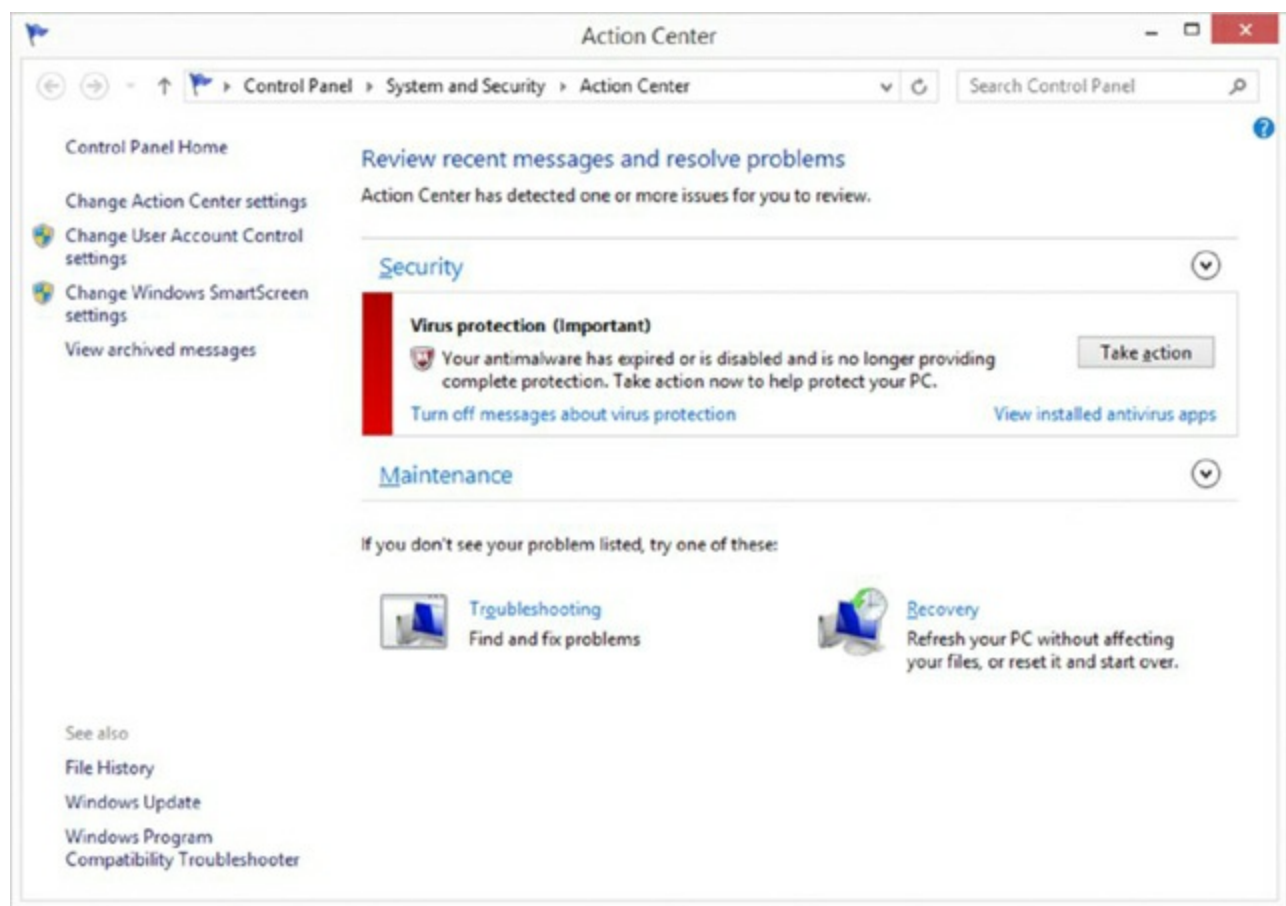 Action Center
Control Panel System and Security Action Center
Search Control Panel
Control Panel Home
Change Action Center settings
Change User Account Control
settings
Change Windows SmartScreen
settings
View archived messages
Review recent messages and resolve problems
Action Center has detected one or more issues for you to review.
Security
Virus protection (Important)
Your antimalware has expired or is disabled and is no longer providing
complete protection. Take action now to help protect your PC.
Take action
Turn off messages about virus protection
View installed antivirus apps
Maintenance
If you don't see your problem listed, try one of these:
Troubleshooting
Find and fix problems
Recovery
Refresh your PC without affecting
your files, or reset it and start over.
See also
File History
Windows Update
Windows Program
Compatibility Troubleshooter